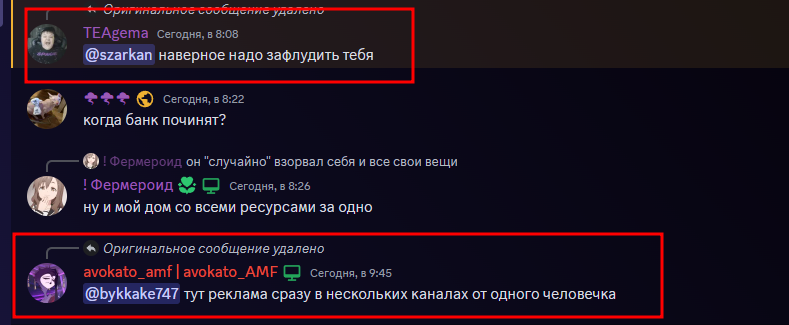 Оригинальное сообщение удалено
TEAgema Сегодня, в 8:08
@szarkan наверное надо зафлудить тебя
Сегодня, в 8:22
когда банк починят?
! Фермероид он "случайно" взорвал себя и все свои вещи
! Фермероид Сегодня, в 8:26
ну и мой дом со всеми ресурсами за одно
Оригинальное сообщение удалено
avokato_amf | avokato_AMF Сегодня, в 9:45
@bykkake747 тут реклама сразу в нескольких каналах от одного человечка